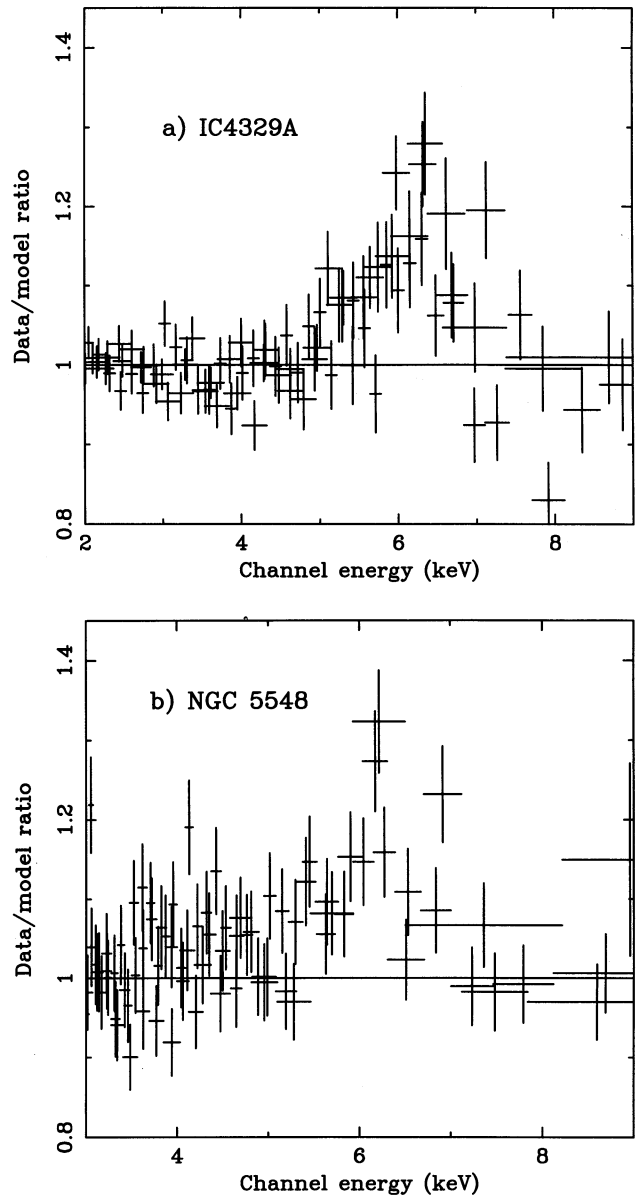 1.4
a) IC4329A
1.2
Data/model ratio
1
0.8
2 4 6 8
Channel energy (keV)
1.4
b) NGC 5548
1.2
Data/model ratio
1
0.8
4 6 8
Channel energy (keV)